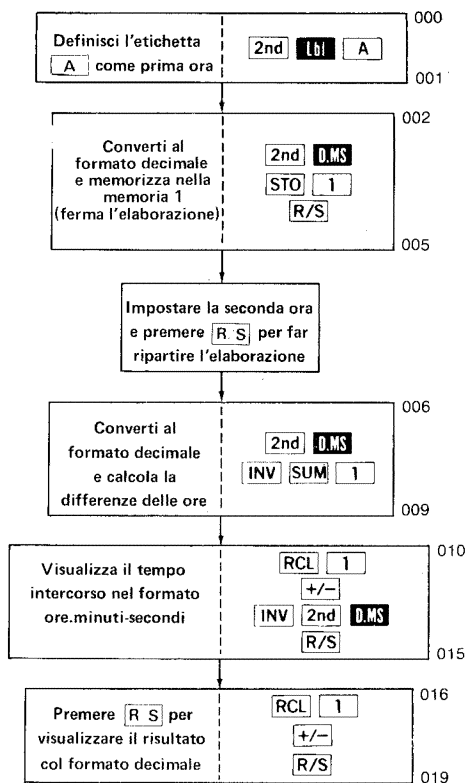 000
Definisci l'etichetta
A come prima ora
2nd Lbl A
001
002
Converti al
formato decimale
e memorizza nella
memoria 1
(ferma l'elaborazione)
2nd D.MS
STO 1
R/S
005
Impostare la seconda ora
e premere R S per far
ripartire l'elaborazione
006
Converti al
formato decimale
e calcola la
differenze delle ore
2nd D.MS
INV SUM 1
009
010
Visualizza il tempo
intercorso nel formato
ore.minuti-secondi
RCL 1
+/−
INV 2nd D.MS
R/S
015
016
Premere R S per
visualizzare il risultato
col formato decimale
RCL 1
+/−
R/S
019